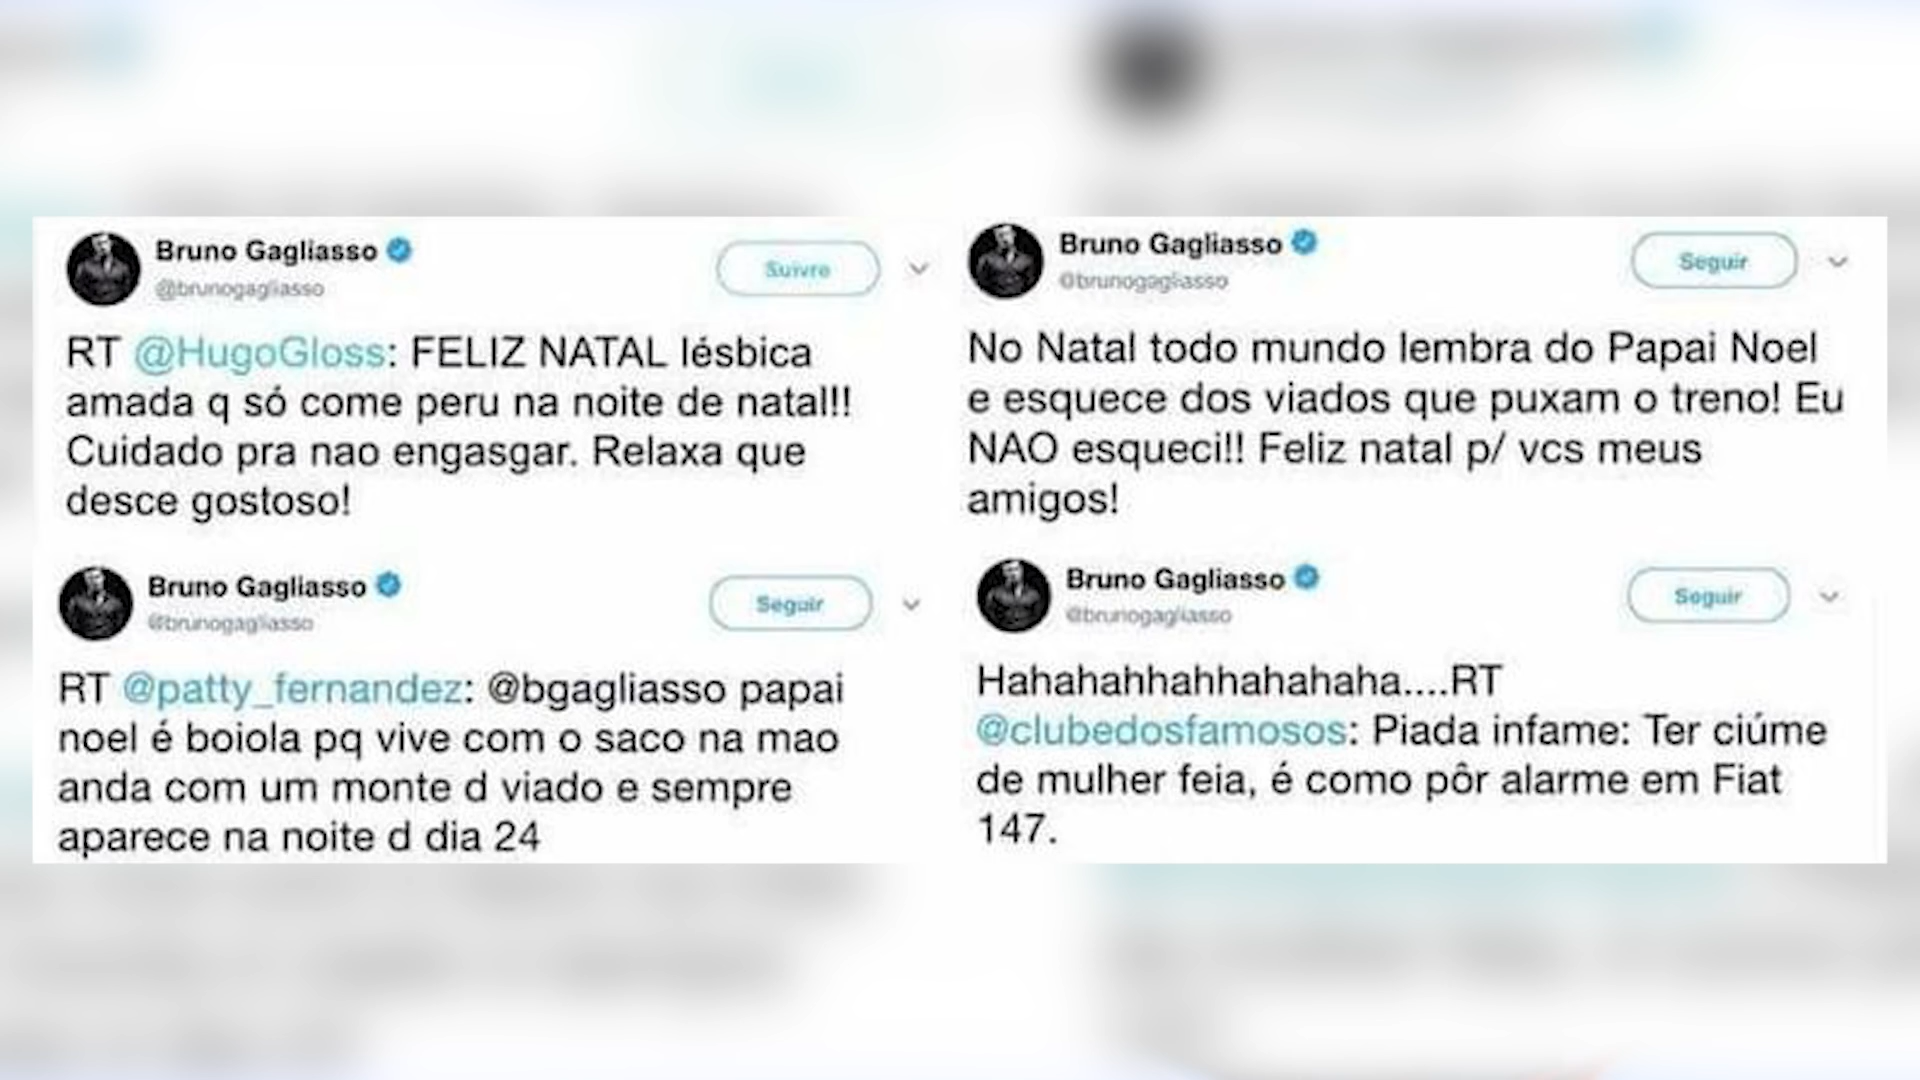 Bruno Gagliasso
@brunogagliasso
Suivre
RT @HugoGloss: FELIZ NATAL lésbica
amada q só come peru na noite de natal!!
Cuidado pra nao engasgar. Relaxa que
desce gostoso!
Bruno Gagliasso
@brunogagliasso
Seguir
No Natal todo mundo lembra do Papai Noel
e esquece dos viados que puxam o treno! Eu
NAO esqueci!! Feliz natal p/ vcs meus
amigos!
Bruno Gagliasso
@brunogagliasso
Seguir
RT @patty_fernandez: @bgagliasso papai
noel é boiola pq vive com o saco na mao
anda com um monte d viado e sempre
aparece na noite d dia 24
Bruno Gagliasso
@brunogagliasso
Seguir
Hahahahhahhahahaha....RT
@clubedosfamosos: Piada infame: Ter ciúme
de mulher feia, é como pôr alarme em Fiat
147.